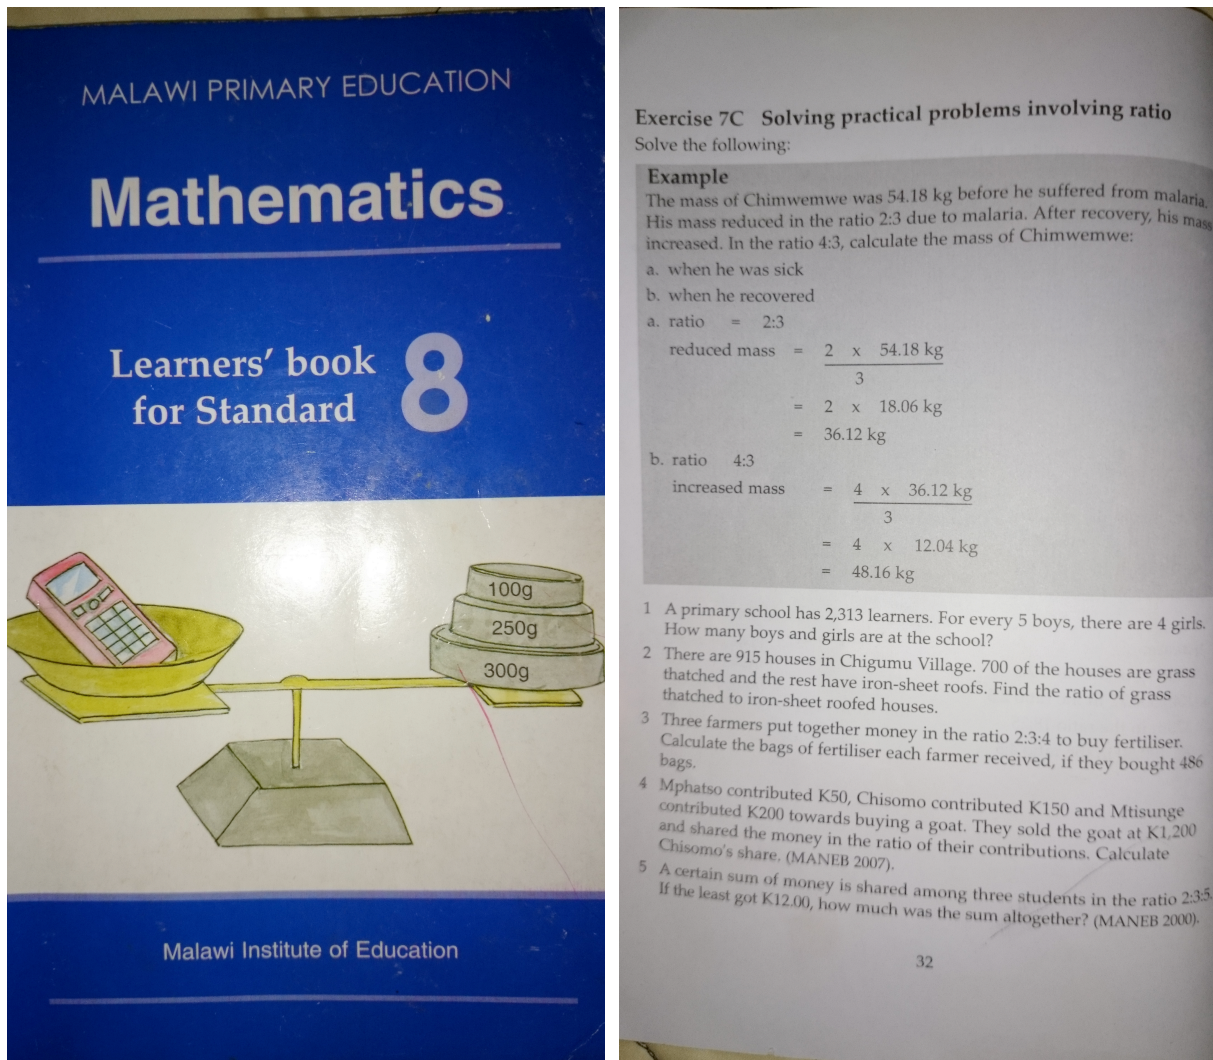 MALAWI PRIMARY EDUCATION
Mathematics
Learners' book
for Standard
8
100g
250g
300g
Malawi Institute of Education
Exercise 7C Solving practical problems involving ratio
Solve the following:
Example
The mass of Chimwemwe was 54.18 kg before he suffered from malaria.
His mass reduced in the ratio 2:3 due to malaria. After recovery, his mass
increased. In the ratio 4:3, calculate the mass of Chimwemwe:
a. when he was sick
b. when he recovered
a. ratio = 2:3
reduced mass = 2 x 54.18 kg
3
= 2 x 18.06 kg
= 36.12 kg
b. ratio 4:3
increased mass = 4 x 36.12 kg
3
= 4 x 12.04 kg
= 48.16 kg
1 A primary school has 2,313 learners. For every 5 boys, there are 4 girls.
How many boys and girls are at the school?
2 There are 915 houses in Chigumu Village. 700 of the houses are grass
thatched and the rest have iron-sheet roofs. Find the ratio of grass
thatched to iron-sheet roofed houses.
3 Three farmers put together money in the ratio 2:3:4 to buy fertiliser.
Calculate the bags of fertiliser each farmer received, if they bought 486
bags.
4 Mphatso contributed K50, Chisomo contributed K150 and Mtisunge
contributed K200 towards buying a goat. They sold the goat at K1,200
and shared the money in the ratio of their contributions. Calculate
Chisomo's share. (MANEB 2007).
5 A certain sum of money is shared among three students in the ratio 2:3:5.
If the least got K12.00, how much was the sum altogether? (MANEB 2000).
32